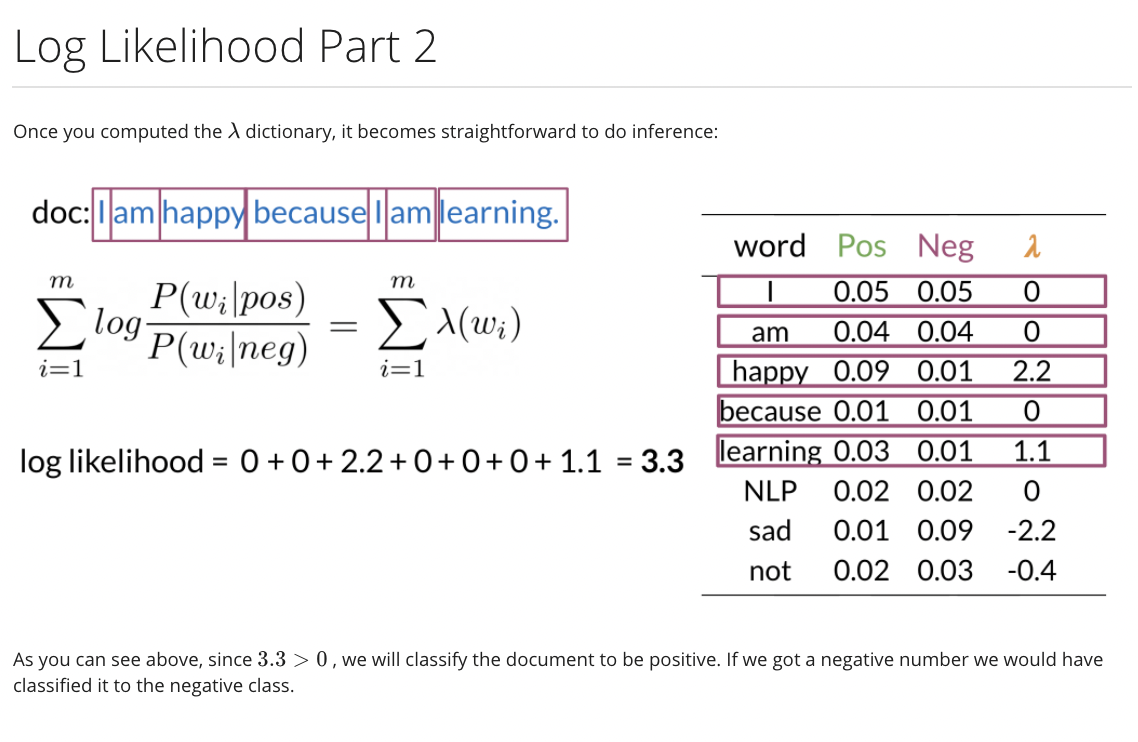 Log Likelihood Part 2
Once you computed the λ dictionary, it becomes straightforward to do inference:
doc: I am happy because I am learning.
m m
∑ log P(wᵢ|pos) / P(wᵢ|neg) = ∑ λ(wᵢ)
i=1 i=1
log likelihood = 0 + 0 + 2.2 + 0 + 0 + 0 + 1.1 = 3.3
word Pos Neg λ
I 0.05 0.05 0
am 0.04 0.04 0
happy 0.09 0.01 2.2
because 0.01 0.01 0
learning 0.03 0.01 1.1
NLP 0.02 0.02 0
sad 0.01 0.09 -2.2
not 0.02 0.03 -0.4
As you can see above, since 3.3 > 0 , we will classify the document to be positive. If we got a negative number we would have
classified it to the negative class.